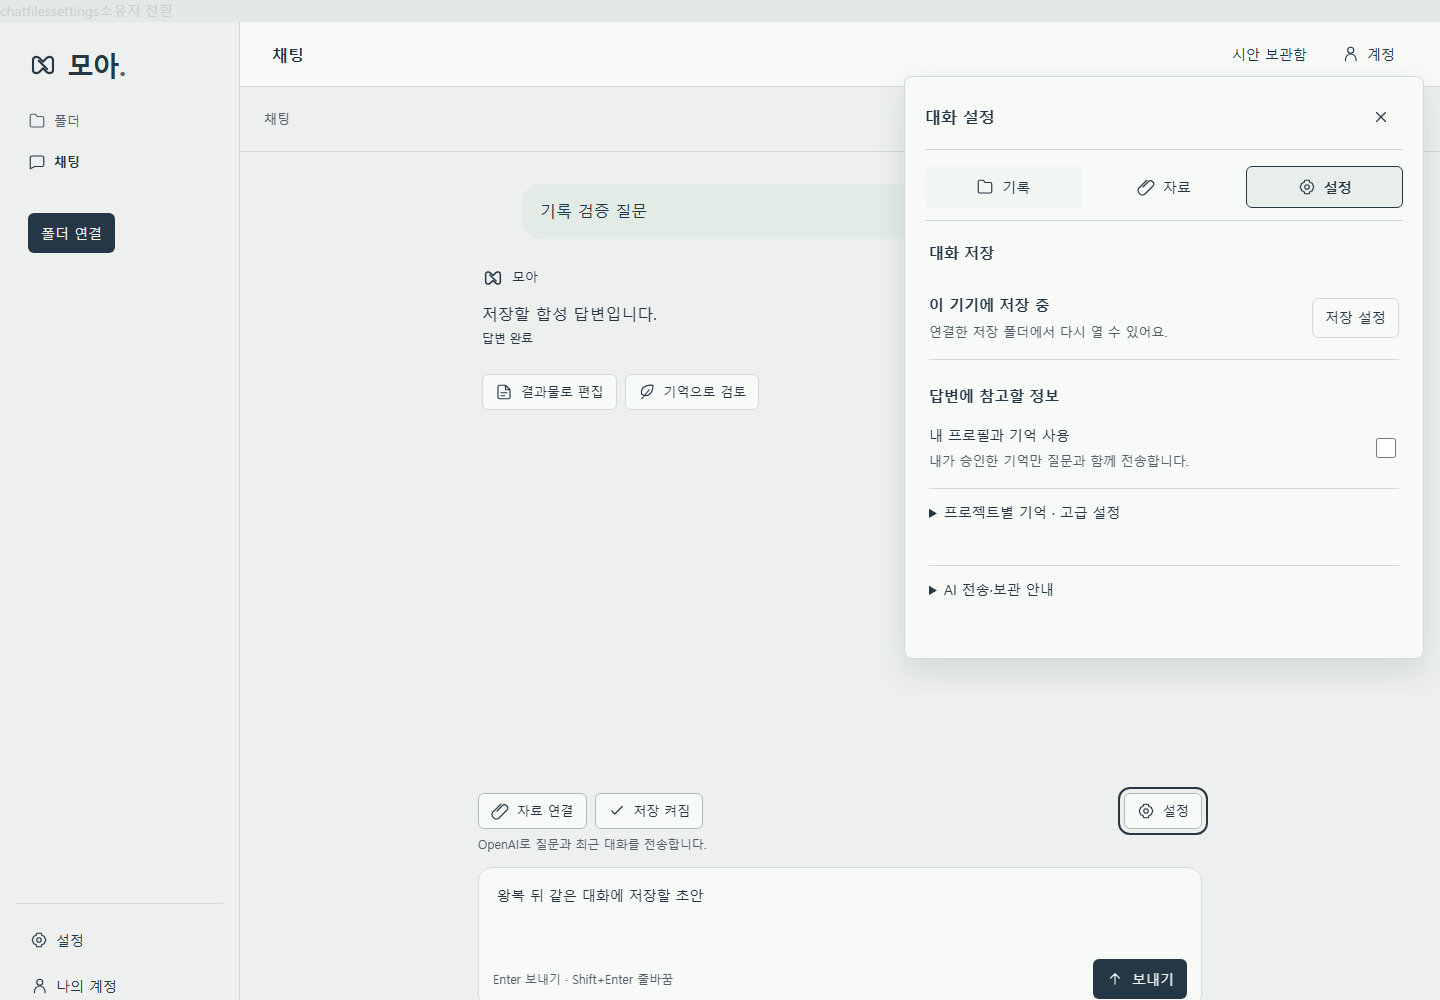 chatfilessettings소유자 전환
모아.
폴더
채팅
폴더 연결
설정
나의 계정
채팅
시안 보관함
계정
채팅
기록 검증 질문
모아
저장할 합성 답변입니다.
답변 완료
결과물로 편집
기억으로 검토
대화 설정
기록
자료
설정
대화 저장
이 기기에 저장 중
연결한 저장 폴더에서 다시 열 수 있어요.
저장 설정
답변에 참고할 정보
내 프로필과 기억 사용
내가 승인한 기억만 질문과 함께 전송합니다.
프로젝트별 기억 · 고급 설정
AI 전송·보관 안내
자료 연결
저장 켜짐
설정
OpenAI로 질문과 최근 대화를 전송합니다.
왕복 뒤 같은 대화에 저장할 초안
Enter 보내기 · Shift+Enter 줄바꿈
보내기